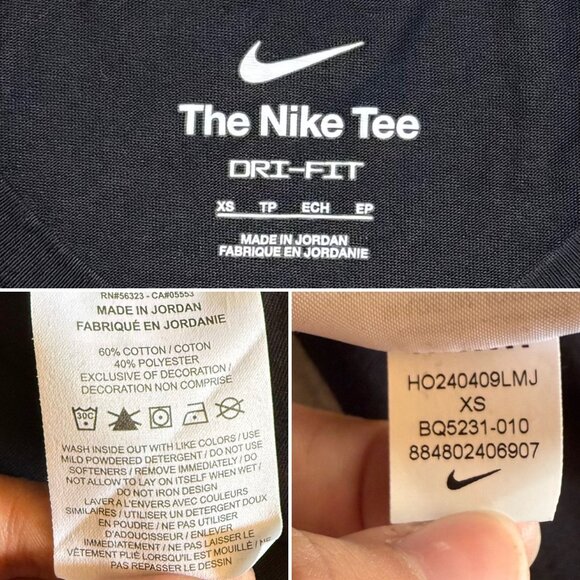 The Nike Tee
DRI-FIT
XS TP ECH EP
MADE IN JORDAN
FABRIQUE EN JORDANIE
RN#56323 - CA#05553
MADE IN JORDAN
FABRIQUÉ EN JORDANIE
60% COTTON / COTON
40% POLYESTER
EXCLUSIVE OF DECORATION /
DECORATION NON COMPRISE
30C
WASH INSIDE OUT WITH LIKE COLORS / USE
MILD POWDERED DETERGENT / DO NOT USE
SOFTENERS / REMOVE IMMEDIATELY / DO
NOT ALLOW TO LAY ON ITSELF WHEN WET /
DO NOT IRON DESIGN
LAVER A L'ENVERS AVEC COULEURS
SIMILAIRES / UTILISER UN DETERGENT DOUX
EN POUDRE / NE PAS UTILISER
D'ADOUCISSEUR / ENLEVER
IMMEDIATEMENT / NE PAS LAISSER LE
VÊTEMENT PLIÉ LORSQU'IL EST MOUILLÉ / NE
PAS REPASSER LE DESSIN
HO240409LMJ
XS
BQ5231-010
884802406907